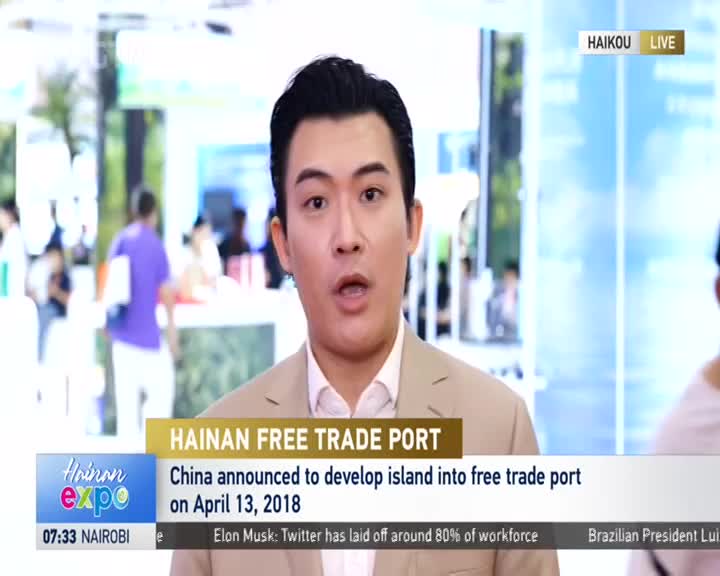 HAIKOU LIVE
HAINAN FREE TRADE PORT
China announced to develop island into free trade port
on April 13, 2018
Hainan
expo
07:33 NAIROBI
e Elon Musk: Twitter has laid off around 80% of workforce Brazilian President Lui